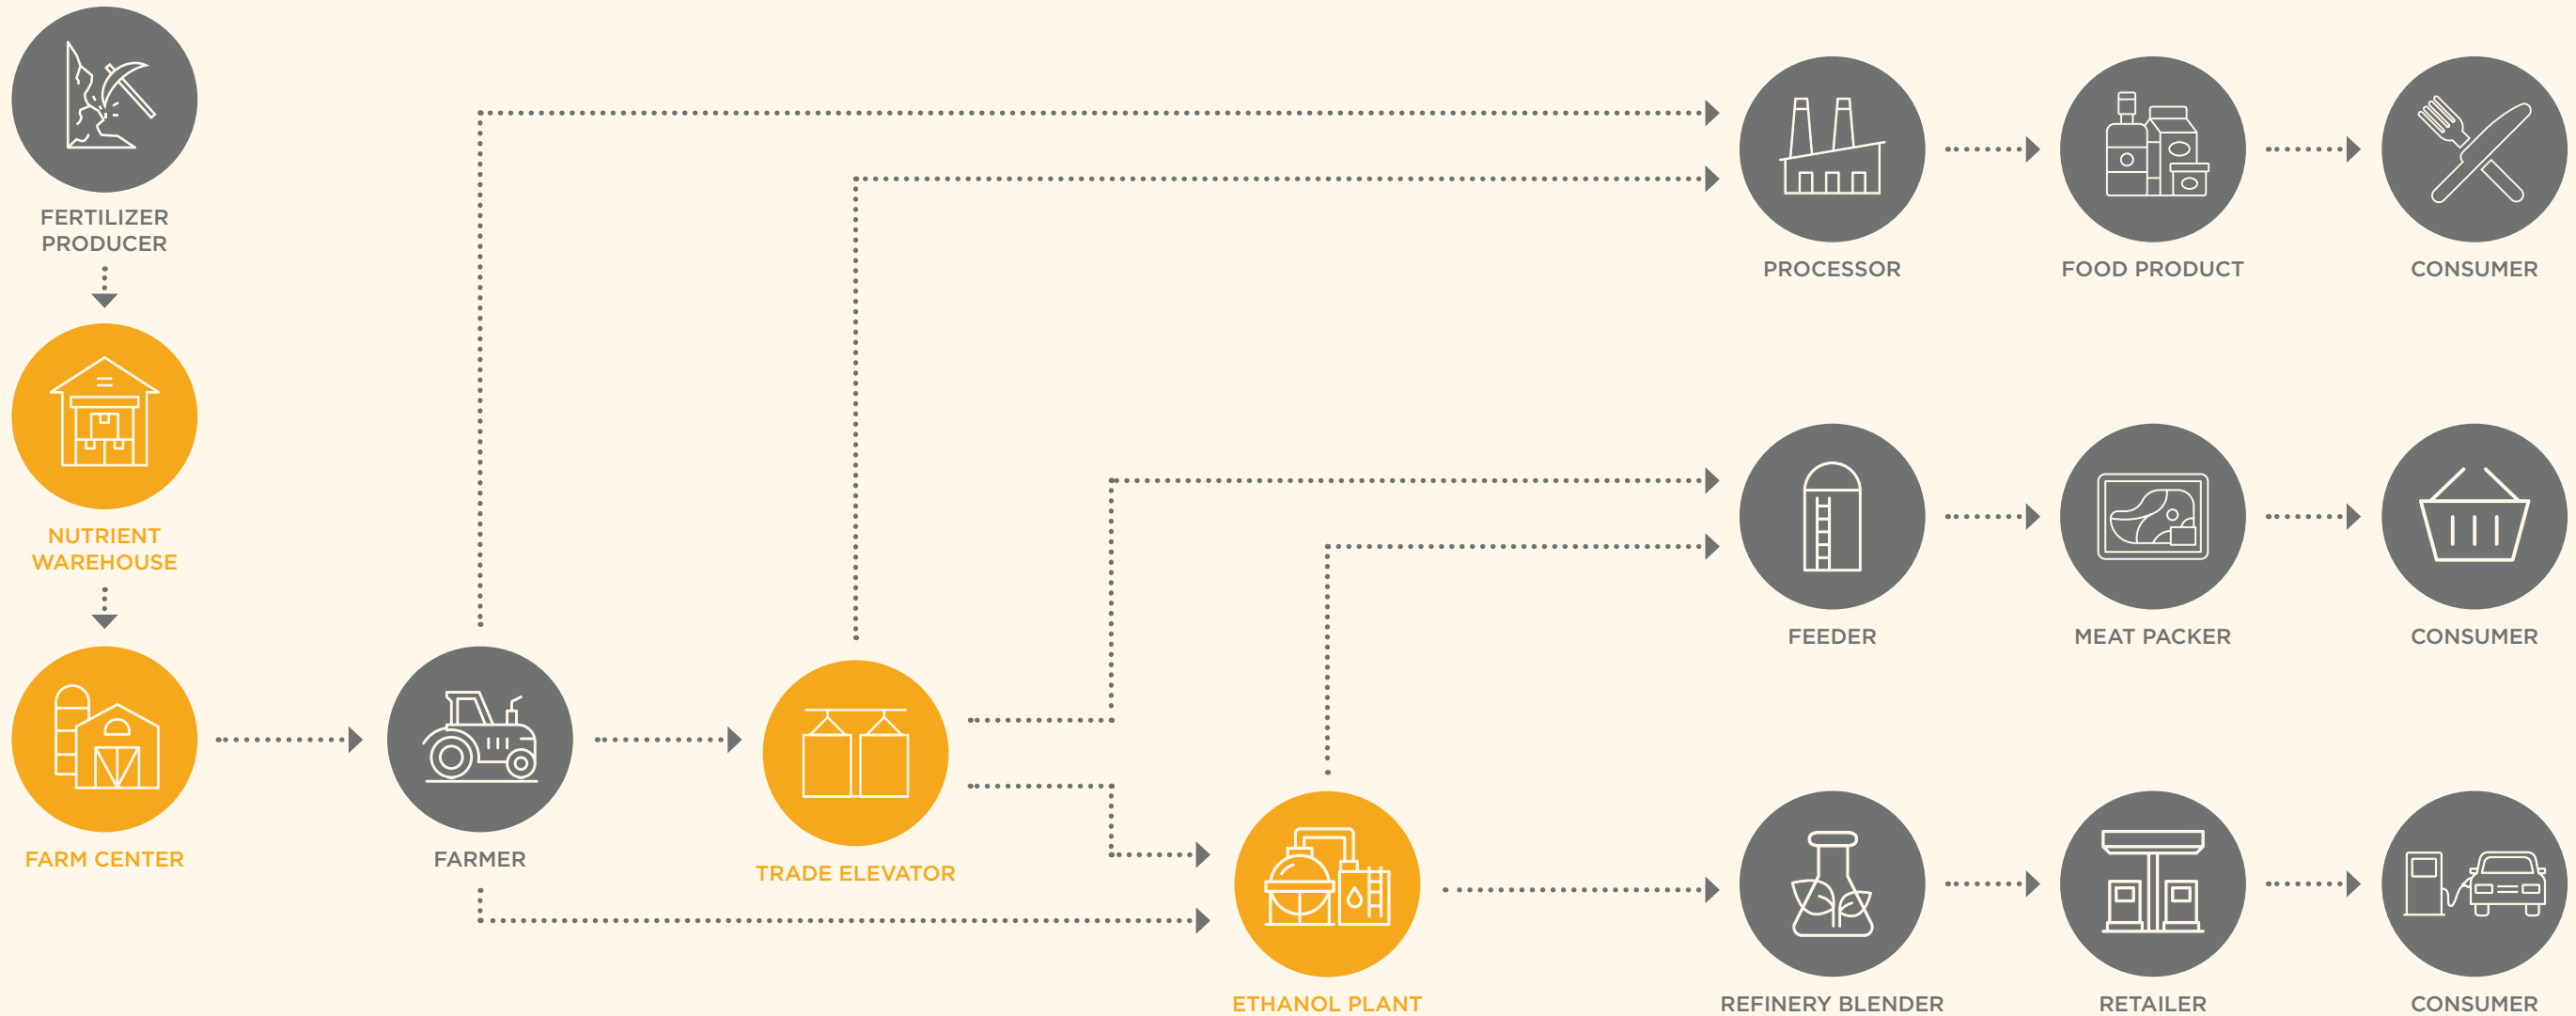 FERTILIZER
PRODUCER
NUTRIENT
WAREHOUSE
FARM CENTER
FARMER
TRADE ELEVATOR
ETHANOL PLANT
PROCESSOR
FOOD PRODUCT
CONSUMER
FEEDER
MEAT PACKER
CONSUMER
REFINERY BLENDER
RETAILER
CONSUMER